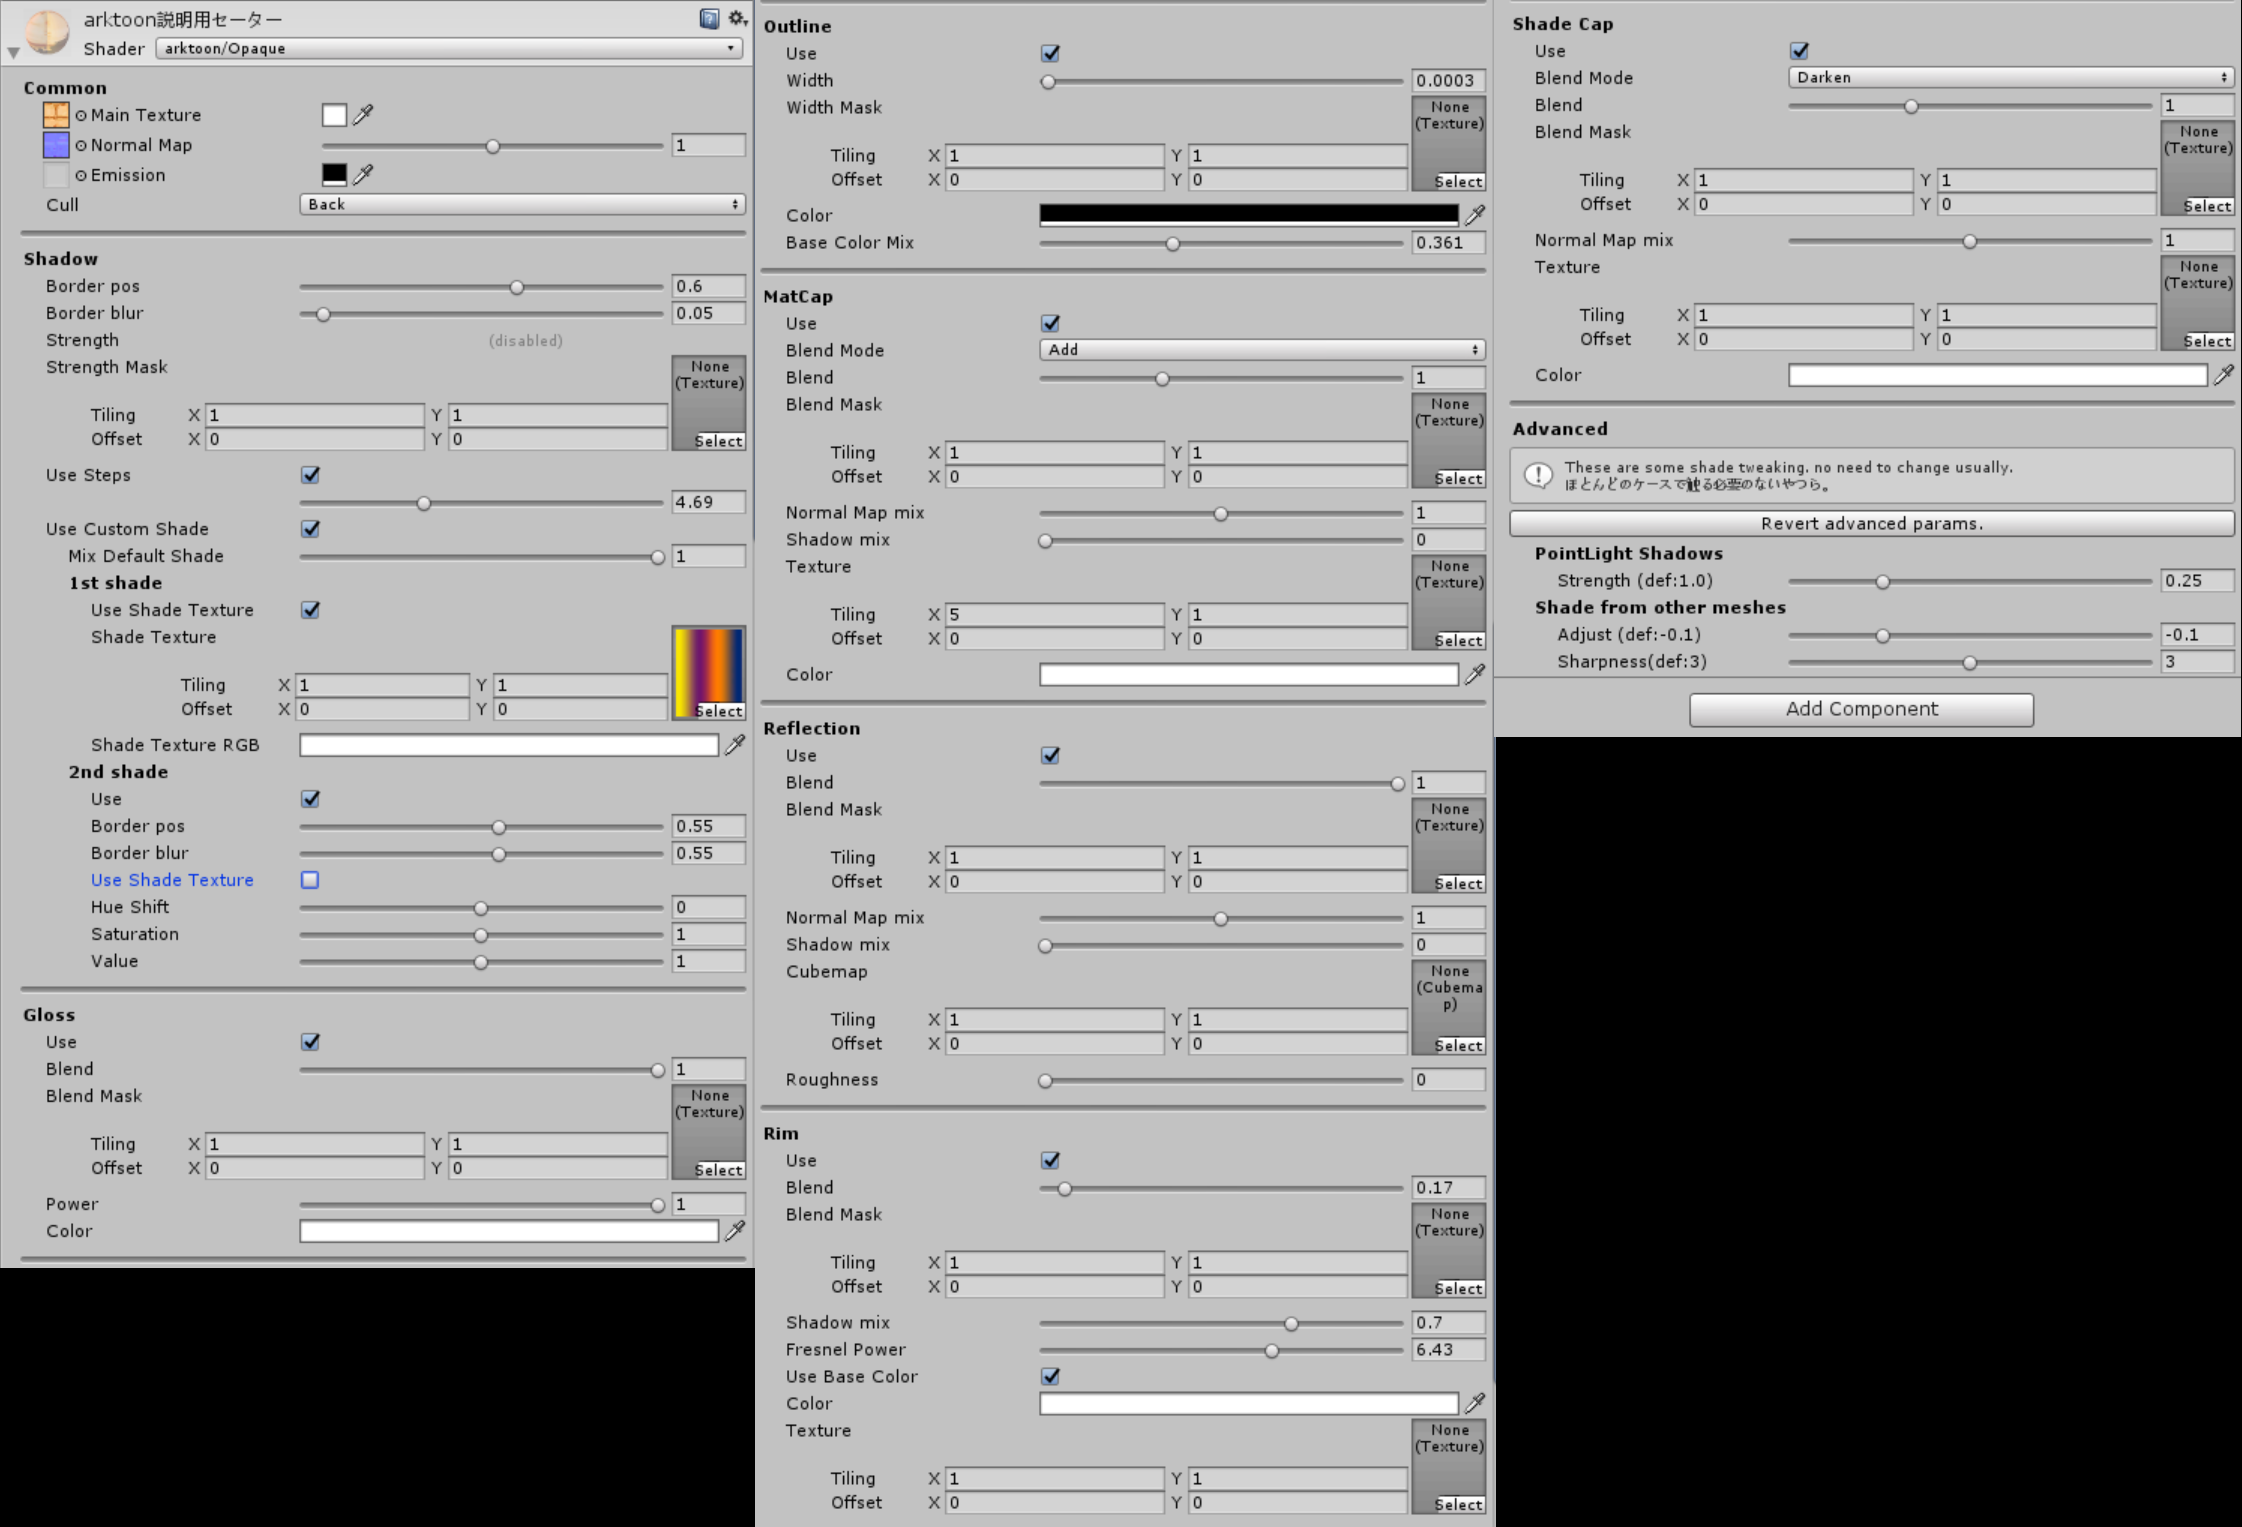 arktoon説明用セーター
Shader arktoon/Opaque
Common
Main Texture
Normal Map 1
Emission
Cull Back
Shadow
Border pos 0.6
Border blur 0.05
Strength (disabled)
Strength Mask None
(Texture)
Tiling X 1 Y 1
Offset X 0 Y 0
Select
Use Steps
4.69
Use Custom Shade
Mix Default Shade 1
1st shade
Use Shade Texture
Shade Texture
Tiling X 1 Y 1
Offset X 0 Y 0
Select
Shade Texture RGB
2nd shade
Use
Border pos 0.55
Border blur 0.55
Use Shade Texture
Hue Shift 0
Saturation 1
Value 1
Gloss
Use
Blend 1
Blend Mask None
(Texture)
Tiling X 1 Y 1
Offset X 0 Y 0
Select
Power 1
Color
Outline
Use
Width 0.0003
Width Mask None
(Texture)
Tiling X 1 Y 1
Offset X 0 Y 0
Select
Color
Base Color Mix 0.361
MatCap
Use
Blend Mode Add
Blend 1
Blend Mask None
(Texture)
Tiling X 1 Y 1
Offset X 0 Y 0
Select
Normal Map mix 1
Shadow mix 0
Texture None
(Texture)
Tiling X 5 Y 1
Offset X 0 Y 0
Select
Color
Reflection
Use
Blend 1
Blend Mask None
(Texture)
Tiling X 1 Y 1
Offset X 0 Y 0
Select
Normal Map mix 1
Shadow mix 0
Cubemap None
(Cubema
p)
Tiling X 1 Y 1
Offset X 0 Y 0
Select
Roughness 0
Rim
Use
Blend 0.17
Blend Mask None
(Texture)
Tiling X 1 Y 1
Offset X 0 Y 0
Select
Shadow mix 0.7
Fresnel Power 6.43
Use Base Color
Color
Texture None
(Texture)
Tiling X 1 Y 1
Offset X 0 Y 0
Select
Shade Cap
Use
Blend Mode Darken
Blend 1
Blend Mask None
(Texture)
Tiling X 1 Y 1
Offset X 0 Y 0
Select
Normal Map mix 1
Texture None
(Texture)
Tiling X 1 Y 1
Offset X 0 Y 0
Select
Color
Advanced
These are some shade tweaking. no need to change usually.
ほとんどのケースで触る必要のないやつら。
Revert advanced params.
PointLight Shadows
Strength (def:1.0) 0.25
Shade from other meshes
Adjust (def:-0.1) -0.1
Sharpness(def:3) 3
Add Component